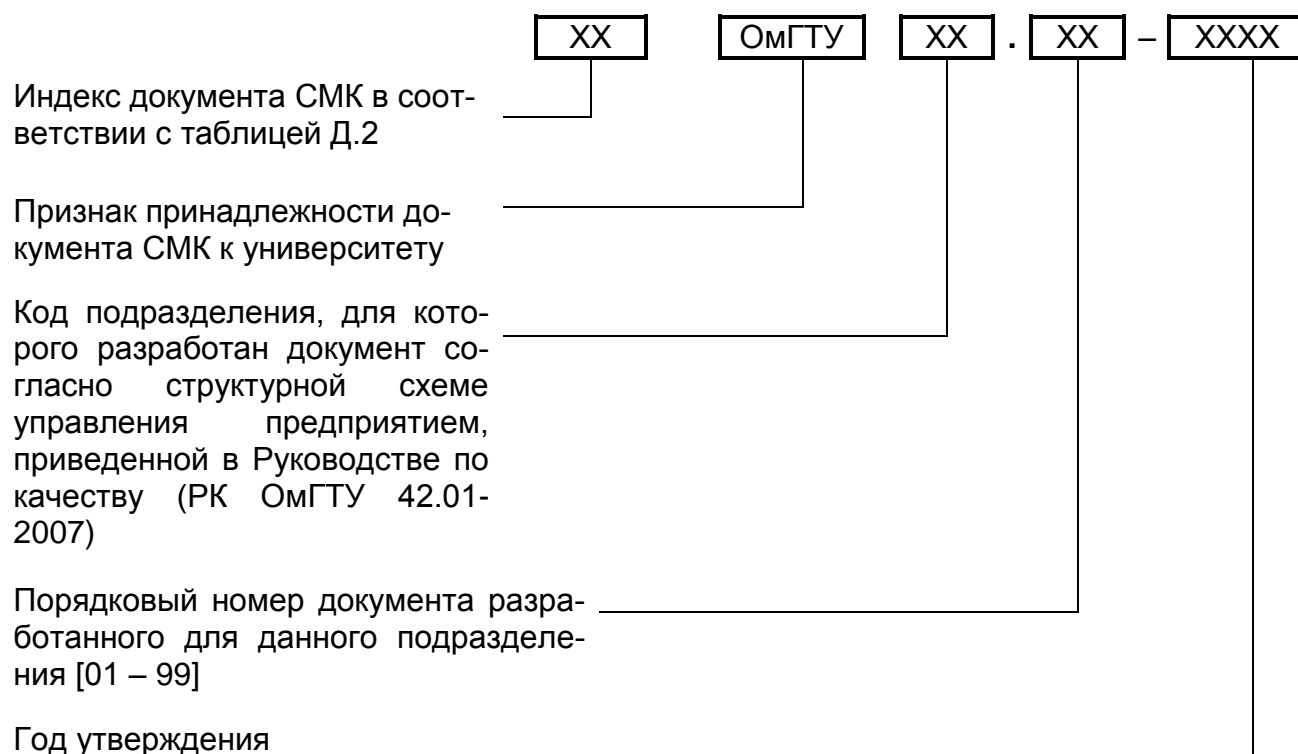 XX ОмГТУ XX . XX – XXXX
Индекс документа СМК в соот-
ветствии с таблицей Д.2
Признак принадлежности до-
кумента СМК к университету
Код подразделения, для кото-
рого разработан документ со-
гласно структурной схеме
управления предприятием,
приведенной в Руководстве по
качеству (РК ОмГТУ 42.01-
2007)
Порядковый номер документа разра-
ботанного для данного подразделе-
ния [01 – 99]
Год утверждения